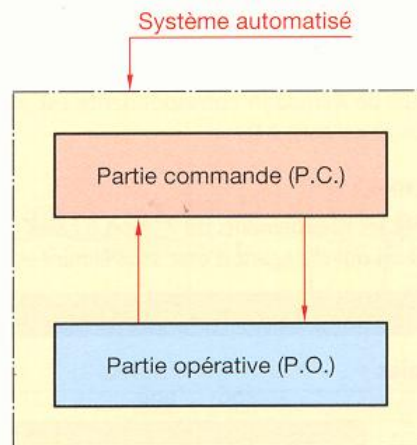 Système automatisé
Partie commande (P.C.)
Partie opérative (P.O.)